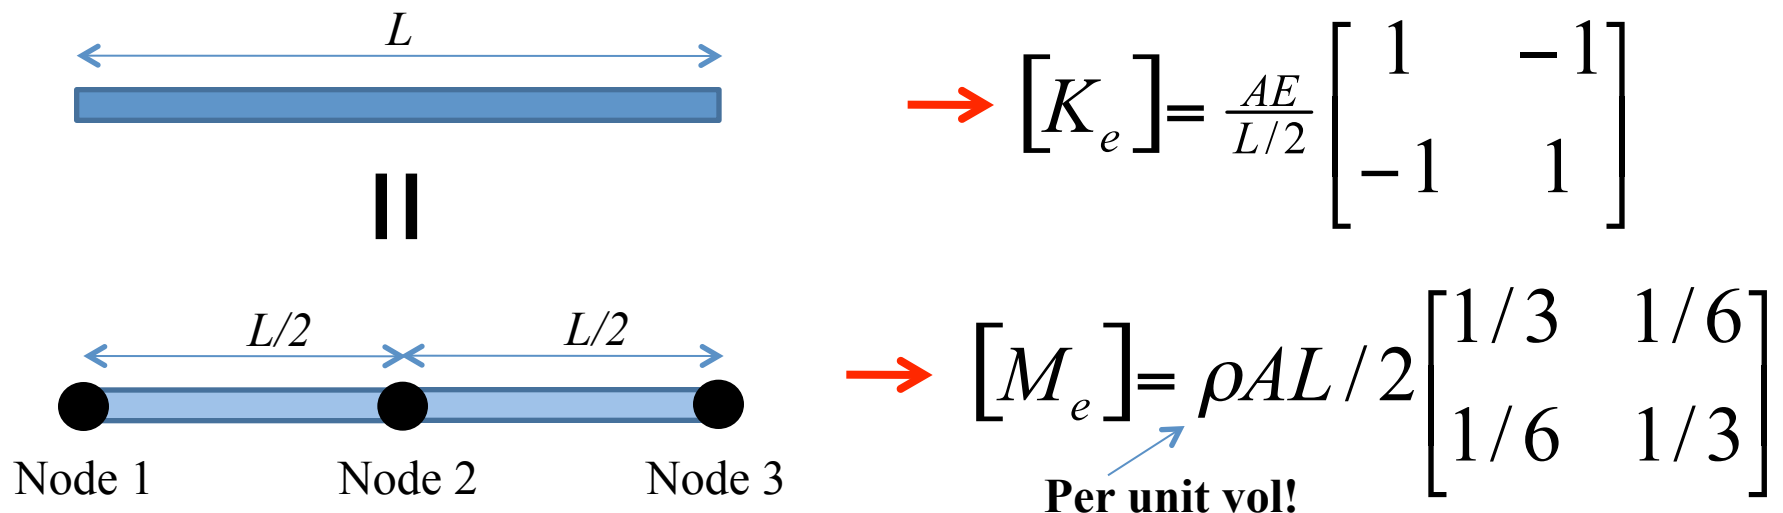 L
[K_e] = AE/(L/2) [1 −1
−1 1]
L/2 L/2
[M_e] = ρAL/2 [1/3 1/6
1/6 1/3]
Node 1 Node 2 Node 3
Per unit vol!